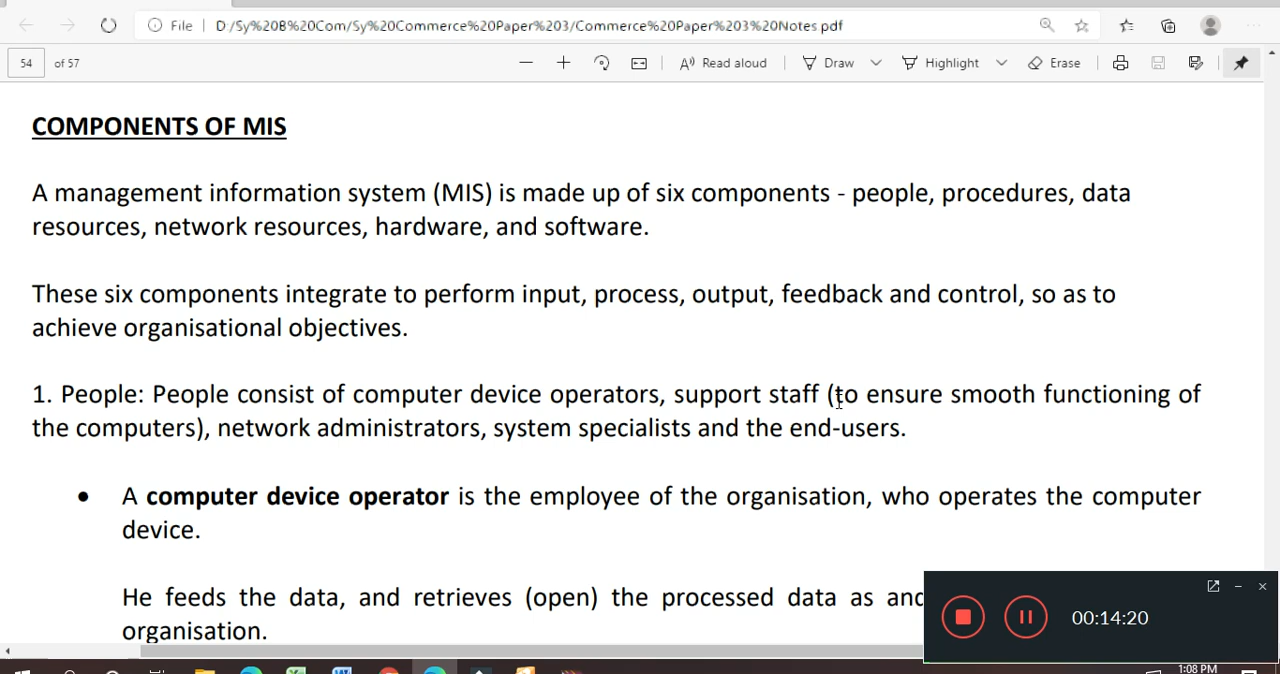 File
D:/Sy%20B%20Com/Sy%20Commerce%20Paper%203/Commerce%20Paper%203%20Notes pdf
54 of 57
Read aloud
Draw
Highlight
Erase
COMPONENTS OF MIS
A management information system (MIS) is made up of six components - people, procedures, data
resources, network resources, hardware, and software.
These six components integrate to perform input, process, output, feedback and control, so as to
achieve organisational objectives.
1. People: People consist of computer device operators, support staff (to ensure smooth functioning of
the computers), network administrators, system specialists and the end-users.
• A computer device operator is the employee of the organisation, who operates the computer
device.
He feeds the data, and retrieves (open) the processed data as and
organisation.
00:14:20
1:08 PM